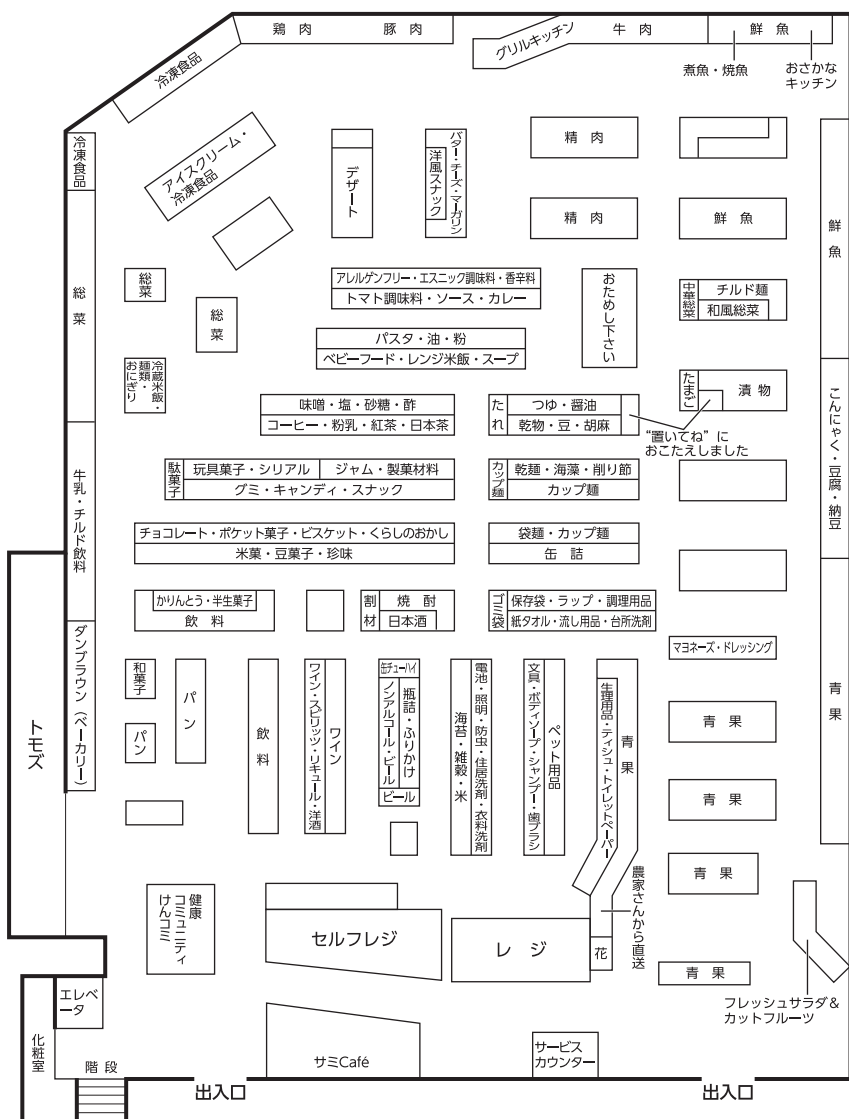 鶏肉
豚肉
グリルキッチン
牛肉
鮮魚
煮魚・焼魚
おさかな
キッチン
冷凍食品
冷凍食品
アイスクリーム・
冷凍食品
デザート
バター・チーズ・マーガリン
洋風スナック
精肉
精肉
鮮魚
鮮魚
総菜
総菜
総菜
アレルゲンフリー・エスニック調味料・香辛料
トマト調味料・ソース・カレー
おためし下さい
中華総菜
チルド麺
和風総菜
パスタ・油・粉
ベビーフード・レンジ米飯・スープ
冷蔵米飯・
麺類・
おにぎり
たまご
漬物
こんにゃく・豆腐・納豆
味噌・塩・砂糖・酢
コーヒー・粉乳・紅茶・日本茶
たれ
つゆ・醤油
乾物・豆・胡麻
“置いてね”に
おこたえしました
牛乳・チルド飲料
駄菓子
玩具菓子・シリアル
ジャム・製菓材料
グミ・キャンディ・スナック
カップ麺
乾麺・海藻・削り節
カップ麺
チョコレート・ポケット菓子・ビスケット・くらしのおかし
米菓・豆菓子・珍味
袋麺・カップ麺
缶詰
かりんとう・半生菓子
飲料
割材
焼酎
日本酒
ゴミ袋
保存袋・ラップ・調理用品
紙タオル・流し用品・台所洗剤
マヨネーズ・ドレッシング
青果
ダンブラウン（ベーカリー）
トモズ
和菓子
パン
パン
飲料
ワイン・スピリッツ・リキュール・洋酒
ワイン
缶チューハイ
ノンアルコール・ビール
瓶詰・ふりかけ
ビール
海苔・雑穀・米
電池・照明・防虫・住居洗剤・衣料洗剤
文具・ボディソープ・シャンプー・歯ブラシ
ペット用品
生理用品・ティシュ・トイレットペーパー
青果
青果
青果
青果
青果
農家さんから直送
花
健康
コミュニティ
けんコミ
セルフレジ
レジ
フレッシュサラダ＆
カットフルーツ
エレベ
ータ
化粧室
階段
サミCafé
サービス
カウンター
出入口
出入口